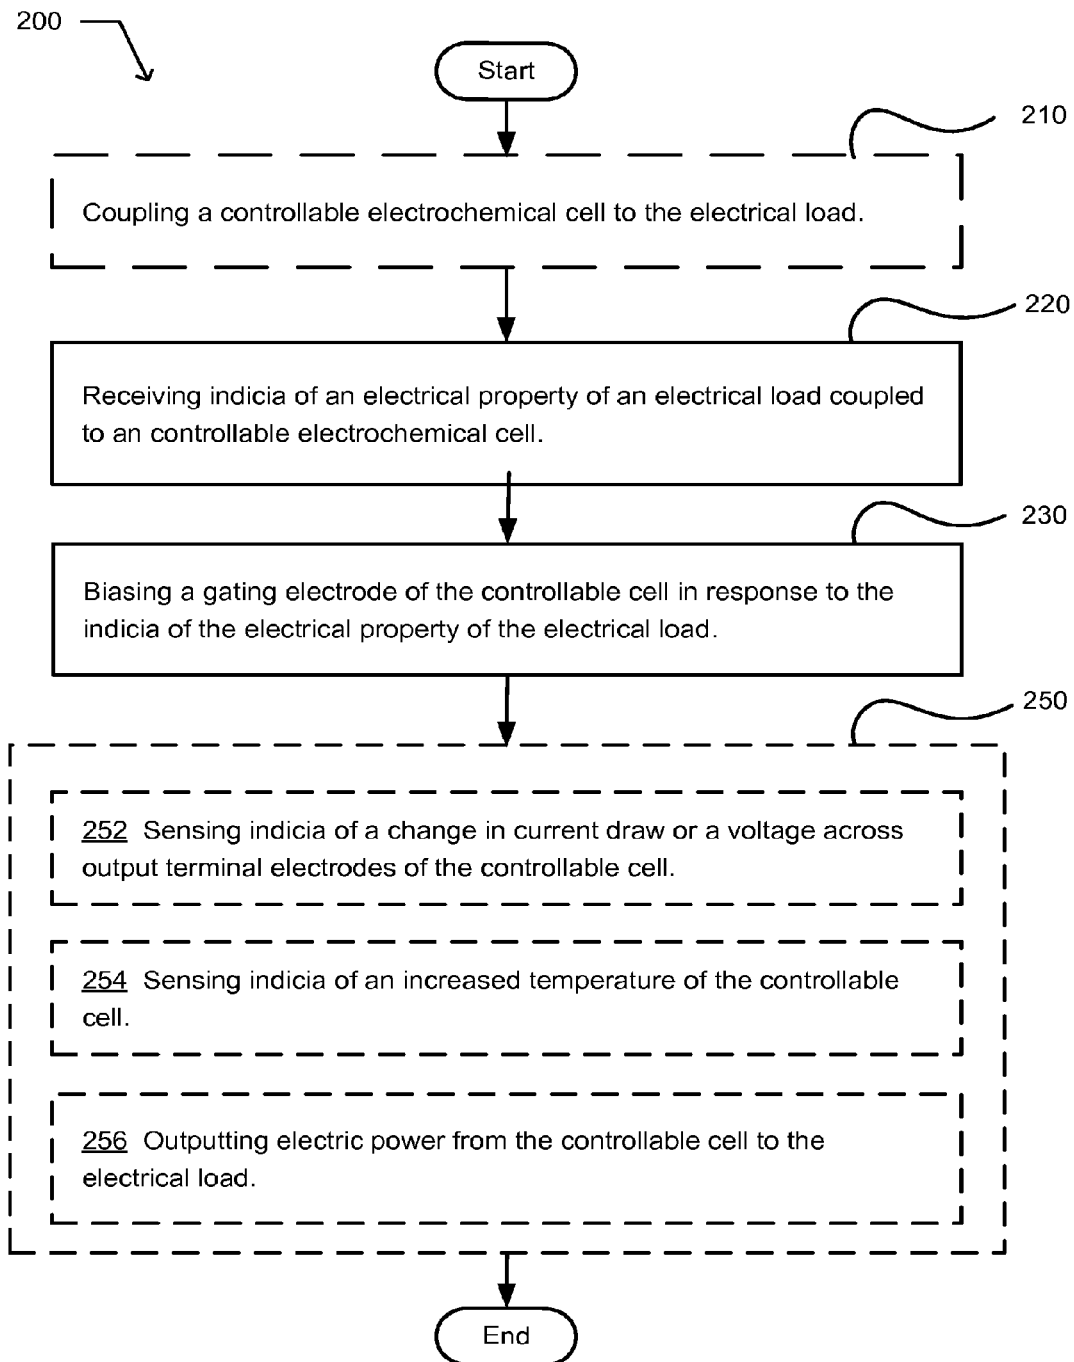 200
Start
210
Coupling a controllable electrochemical cell to the electrical load.
220
Receiving indicia of an electrical property of an electrical load coupled
to an controllable electrochemical cell.
230
Biasing a gating electrode of the controllable cell in response to the
indicia of the electrical property of the electrical load.
250
252 Sensing indicia of a change in current draw or a voltage across
output terminal electrodes of the controllable cell.
254 Sensing indicia of an increased temperature of the controllable
cell.
256 Outputting electric power from the controllable cell to the
electrical load.
End